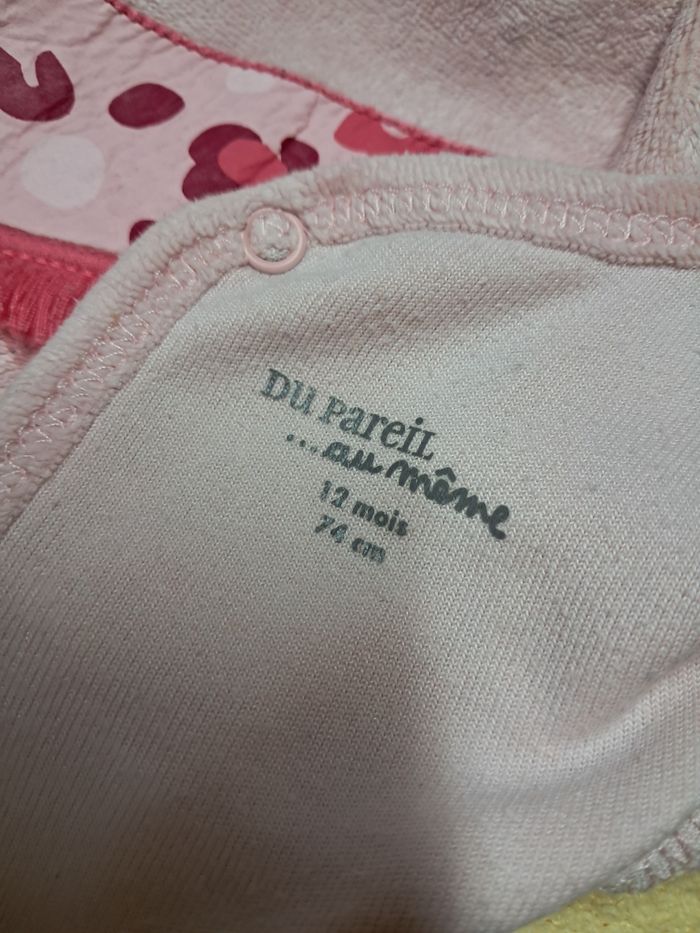 Du Pareil
...au même
12 mois
74 cm